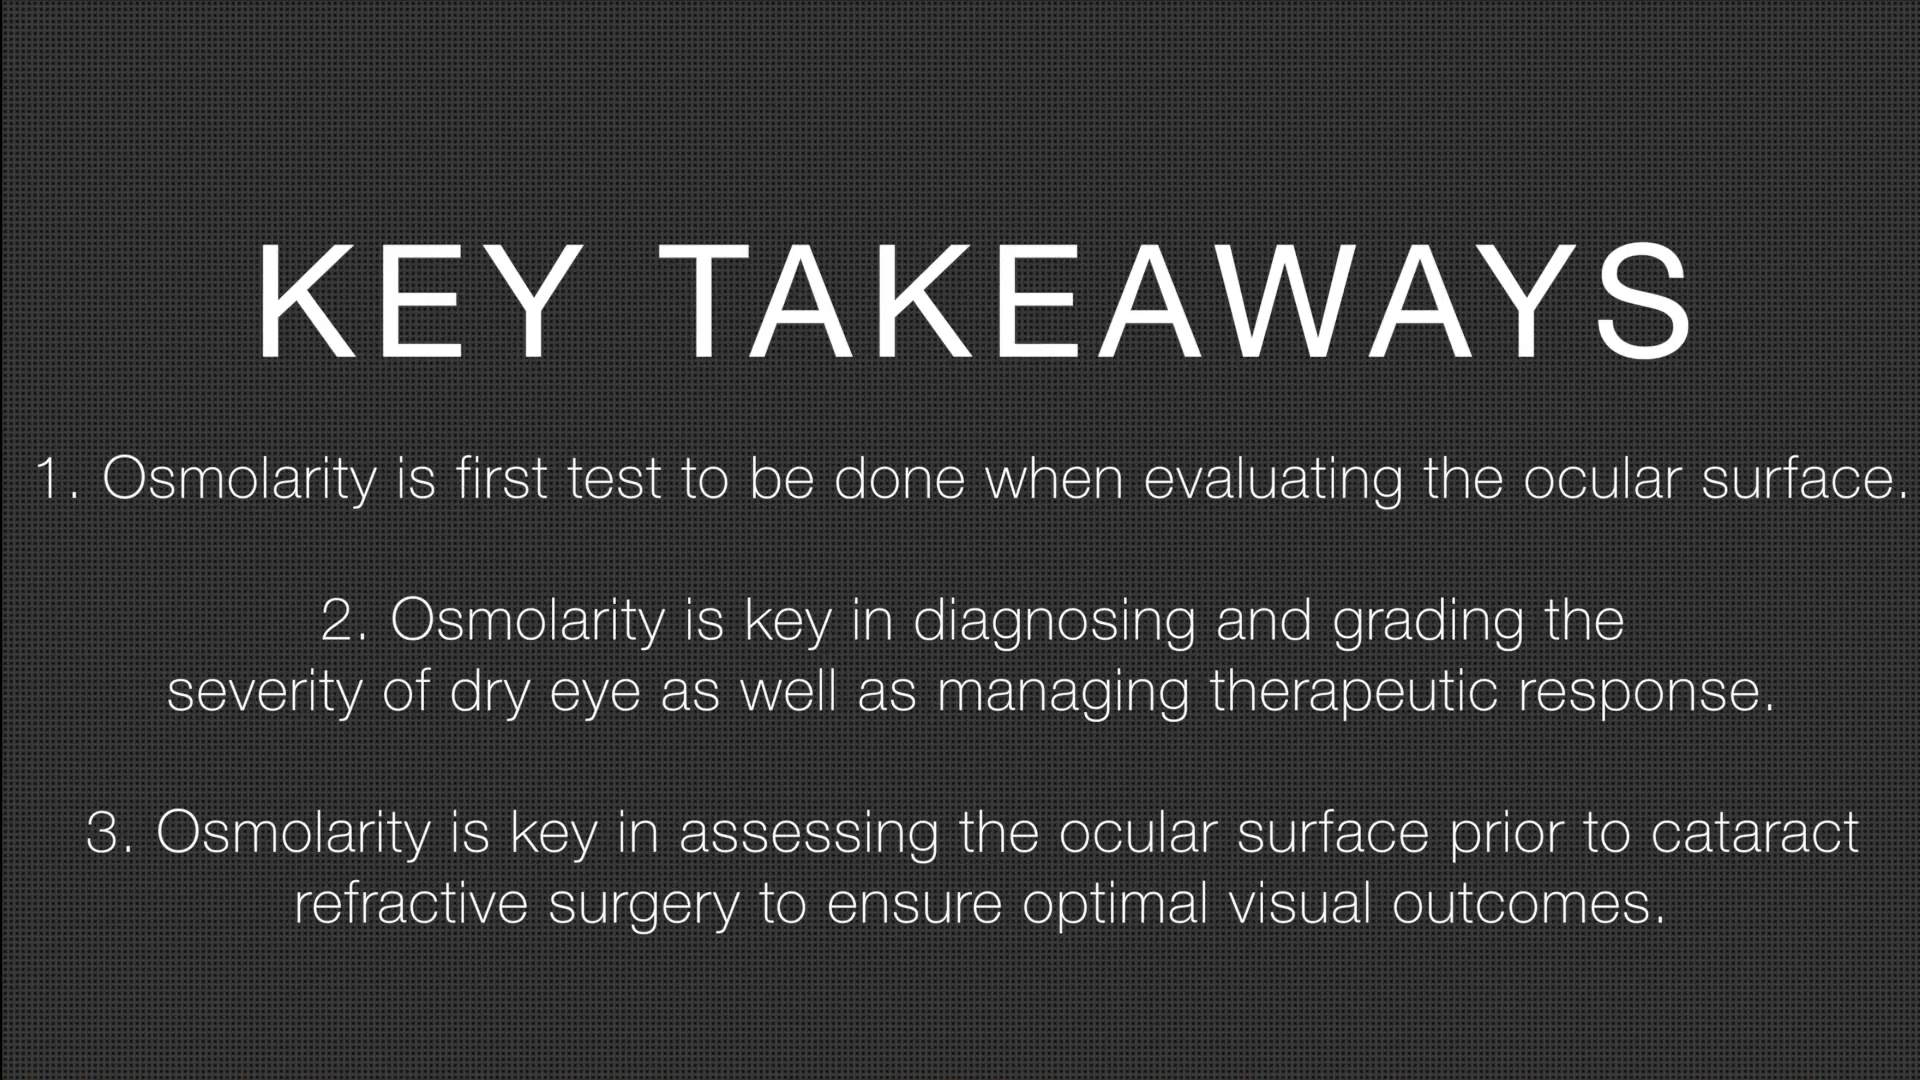 KEY TAKEAWAYS
1. Osmolarity is first test to be done when evaluating the ocular surface.
2. Osmolarity is key in diagnosing and grading the
severity of dry eye as well as managing therapeutic response.
3. Osmolarity is key in assessing the ocular surface prior to cataract
refractive surgery to ensure optimal visual outcomes.